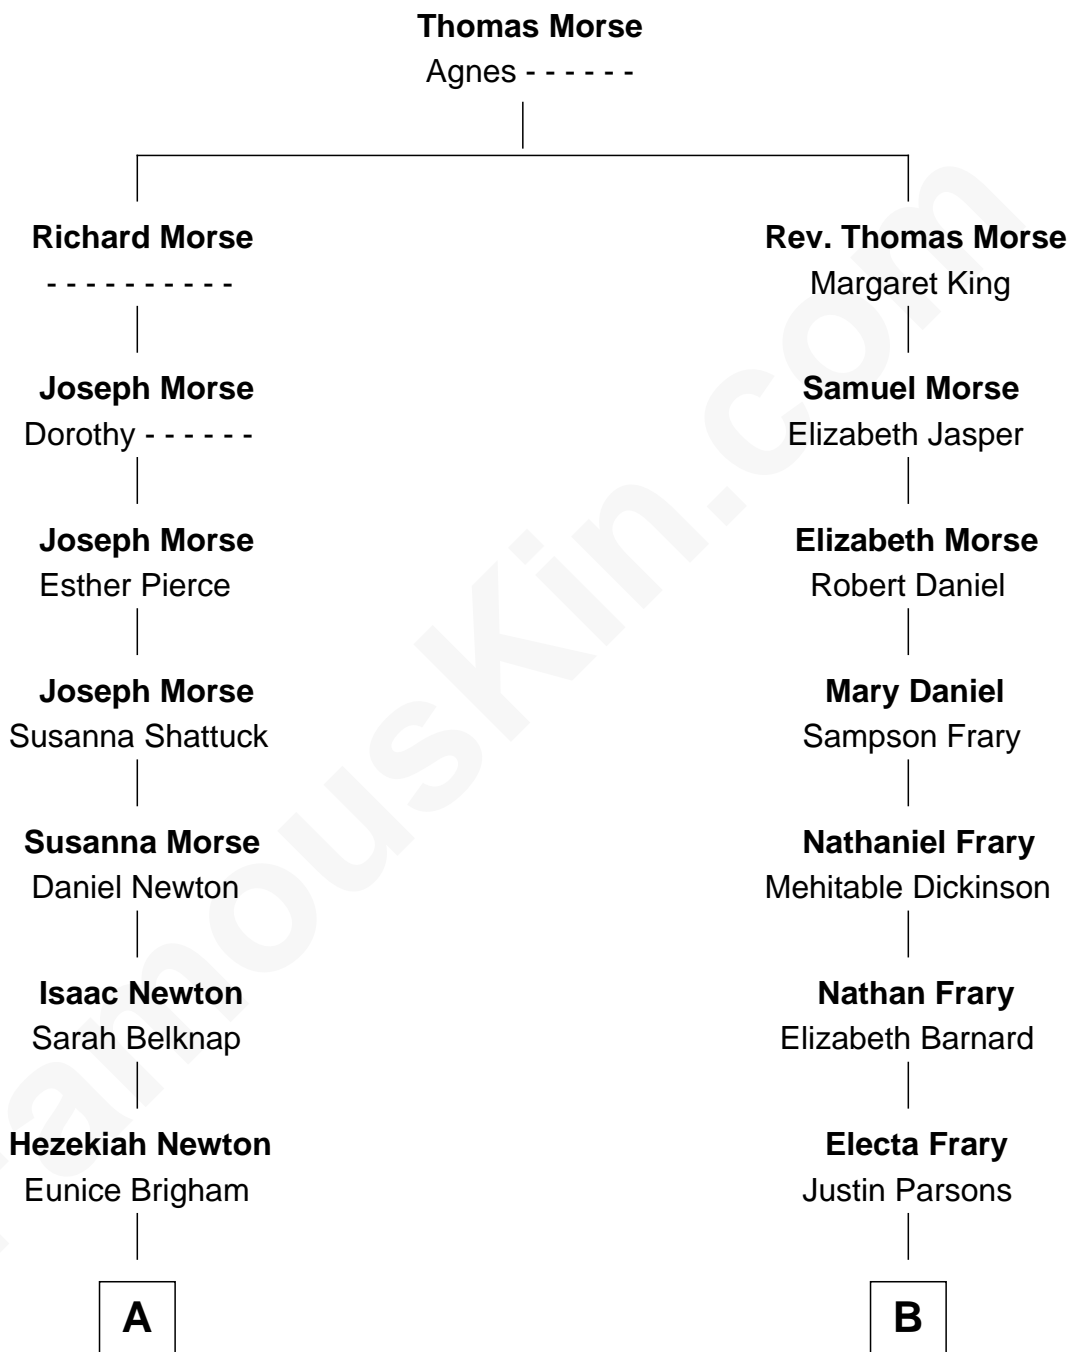 Thomas Morse
Agnes - - - - - -
Richard Morse
- - - - - - - - - -
Rev. Thomas Morse
Margaret King
Joseph Morse
Dorothy - - - - - -
Samuel Morse
Elizabeth Jasper
Joseph Morse
Esther Pierce
Elizabeth Morse
Robert Daniel
Joseph Morse
Susanna Shattuck
Mary Daniel
Sampson Frary
Susanna Morse
Daniel Newton
Nathaniel Frary
Mehitable Dickinson
Isaac Newton
Sarah Belknap
Nathan Frary
Elizabeth Barnard
Hezekiah Newton
Eunice Brigham
Electa Frary
Justin Parsons
A
B
FamousKin.com